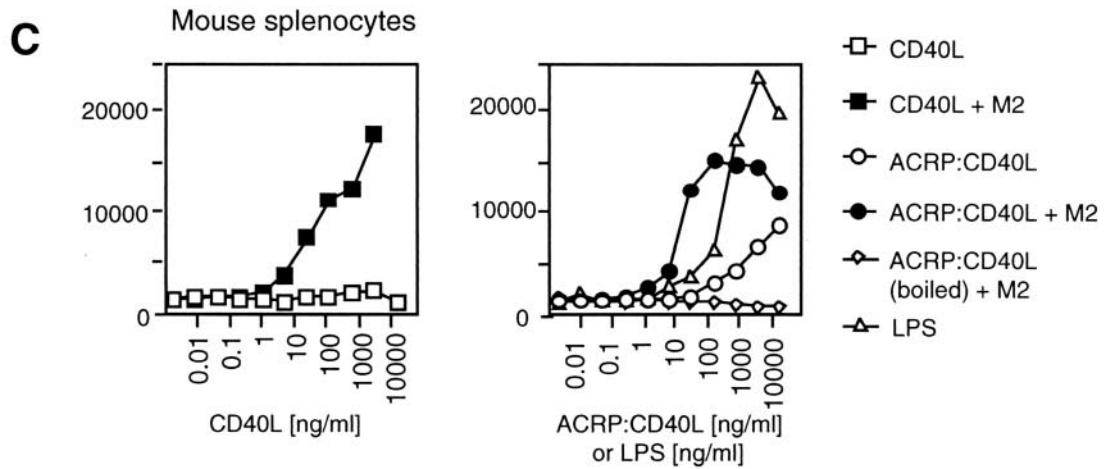 C
Mouse splenocytes
20000
10000
0
0.01
0.1
1
10
100
1000
10000
CD40L [ng/ml]
20000
10000
0
0.01
0.1
1
10
100
1000
10000
ACRP:CD40L [ng/ml]
or LPS [ng/ml]
CD40L
CD40L + M2
ACRP:CD40L
ACRP:CD40L + M2
ACRP:CD40L
(boiled) + M2
LPS